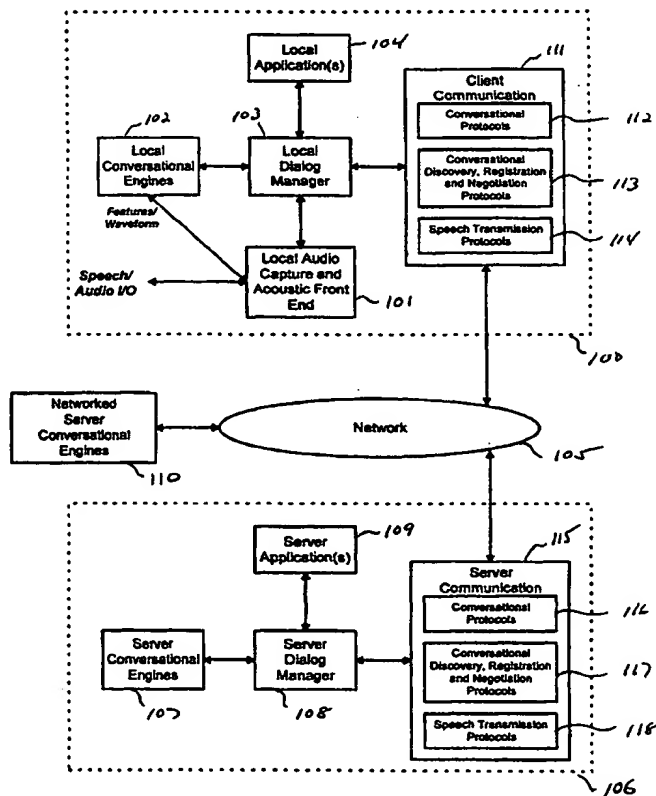 104
Local
Application(s)
111
Client
Communication
Conversational
Protocols
112
102
103
Local
Conversational
Engines
Local
Dialog
Manager
Conversational
Discovery, Registration
and Negotiation
Protocols
113
Features/
Waveform
Speech Transmission
Protocols
114
Speech/
Audio I/O
Local Audio
Capture and
Acoustic Front
End
101
100
Networked
Server
Conversational
Engines
110
Network
105
109
Server
Application(s)
115
Server
Communication
Conversational
Protocols
116
Server
Conversational
Engines
107
Server
Dialog
Manager
108
Conversational
Discovery, Registration
and Negotiation
Protocols
117
Speech Transmission
Protocols
118
106